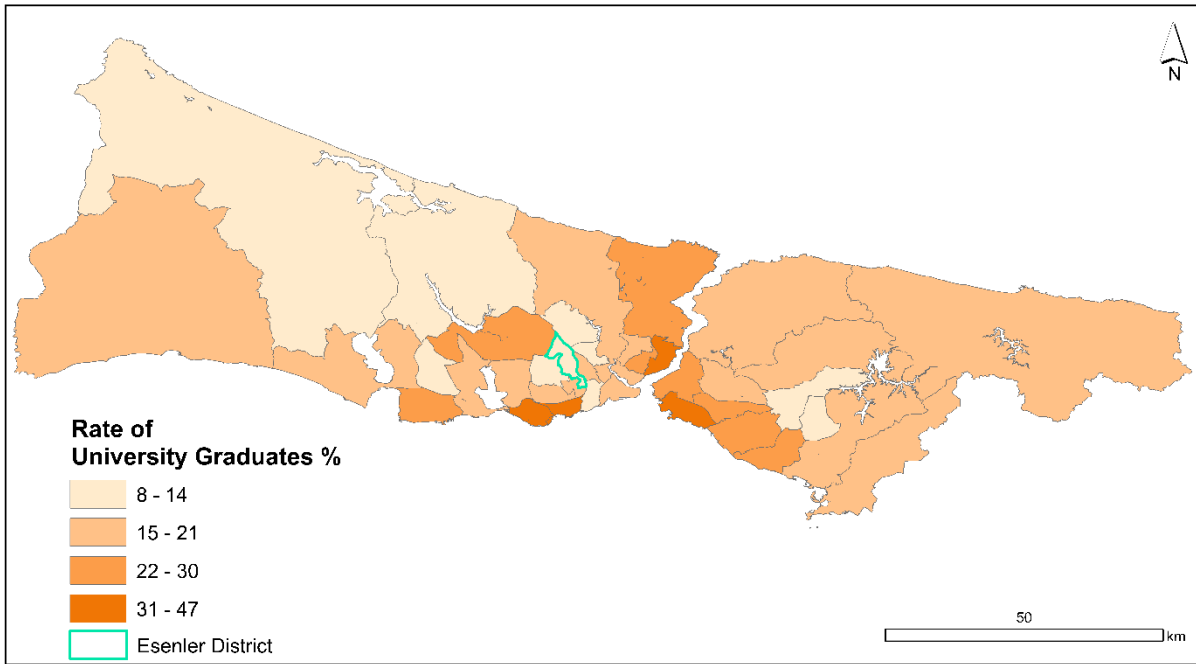 N
Rate of
University Graduates %
8 - 14
15 - 21
22 - 30
31 - 47
Esenler District
50
km